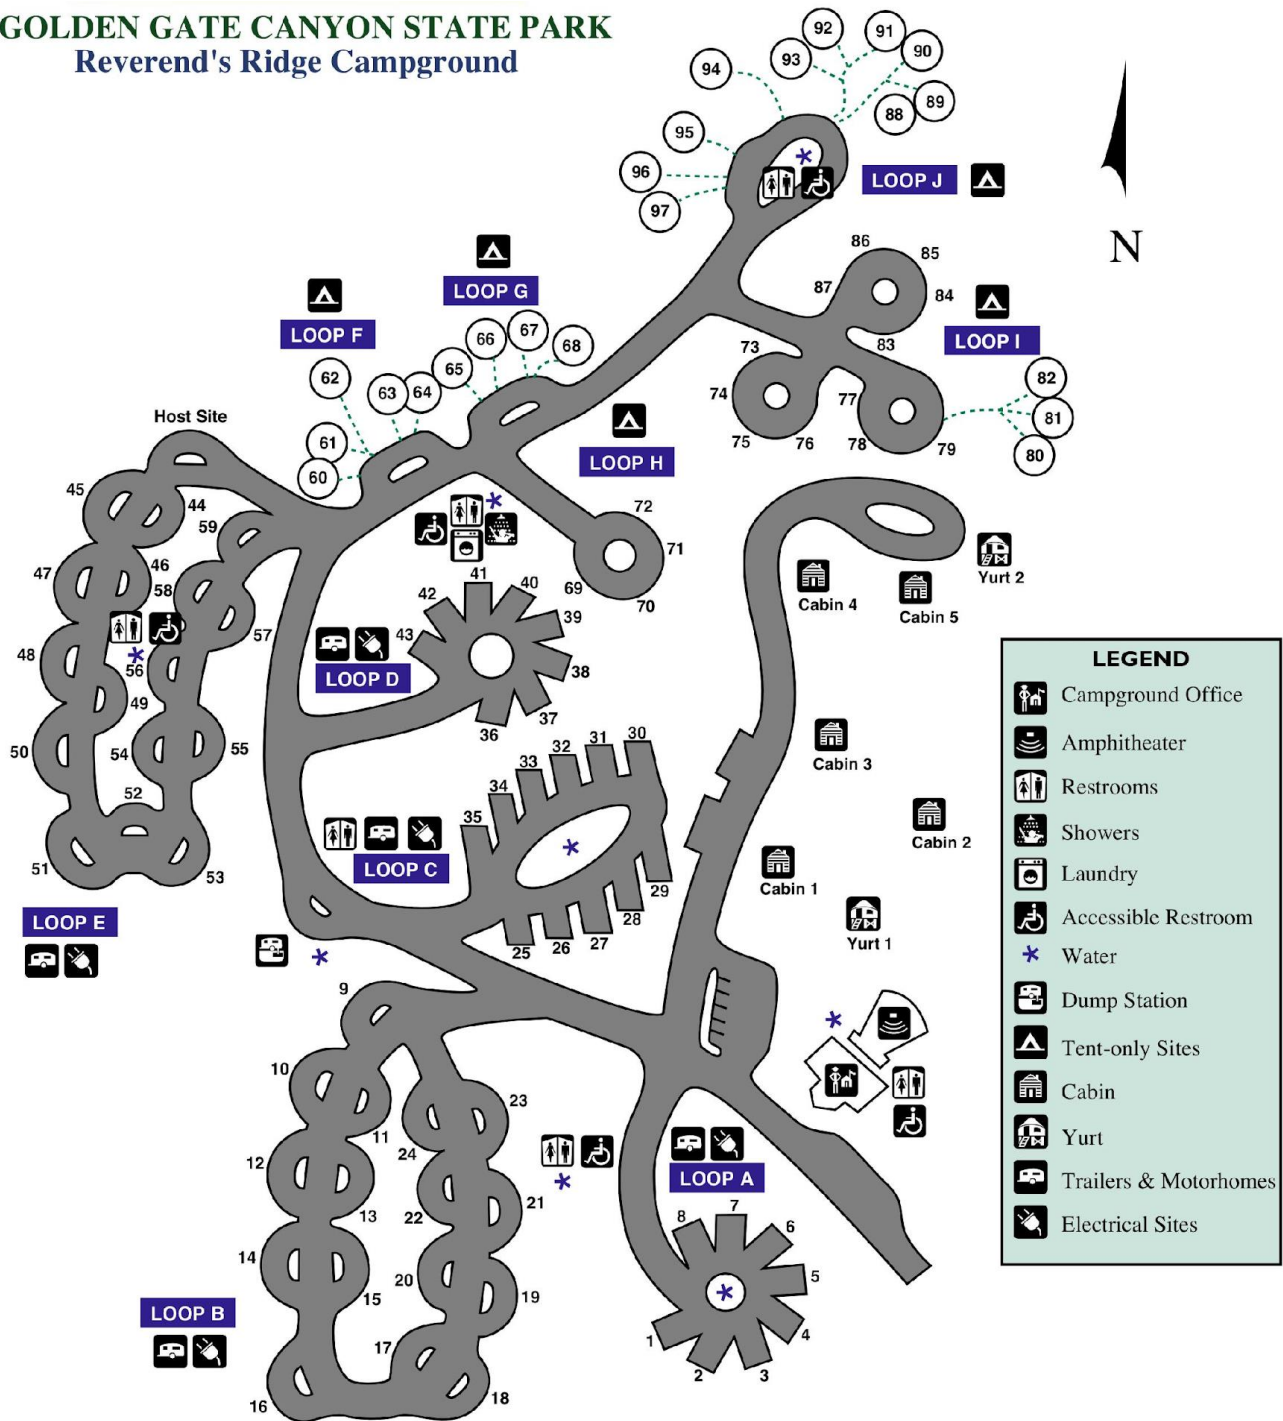 GOLDEN GATE CANYON STATE PARK
Reverend's Ridge Campground
92
91
90
93
94
89
88
95
96
97
LOOP J
N
86
85
87
84
LOOP G
LOOP F
83
LOOP I
73
67
66
68
65
62
63
64
82
74
77
81
75
76
78
79
80
Host Site
61
60
LOOP H
45
44
59
72
71
69
70
46
47
58
57
48
56
49
50
54
55
52
51
53
LOOP E
41
40
42
39
43
38
37
36
LOOP D
Cabin 4
Cabin 5
Yurt 2
Cabin 3
Cabin 2
Cabin 1
Yurt 1
30
31
32
33
34
35
29
28
27
26
25
LOOP C
9
10
11
23
24
12
13
21
22
14
15
20
19
17
16
18
LOOP B
LOOP A
7
8
6
5
4
1
2
3
LEGEND
Campground Office
Amphitheater
Restrooms
Showers
Laundry
Accessible Restroom
Water
Dump Station
Tent-only Sites
Cabin
Yurt
Trailers & Motorhomes
Electrical Sites